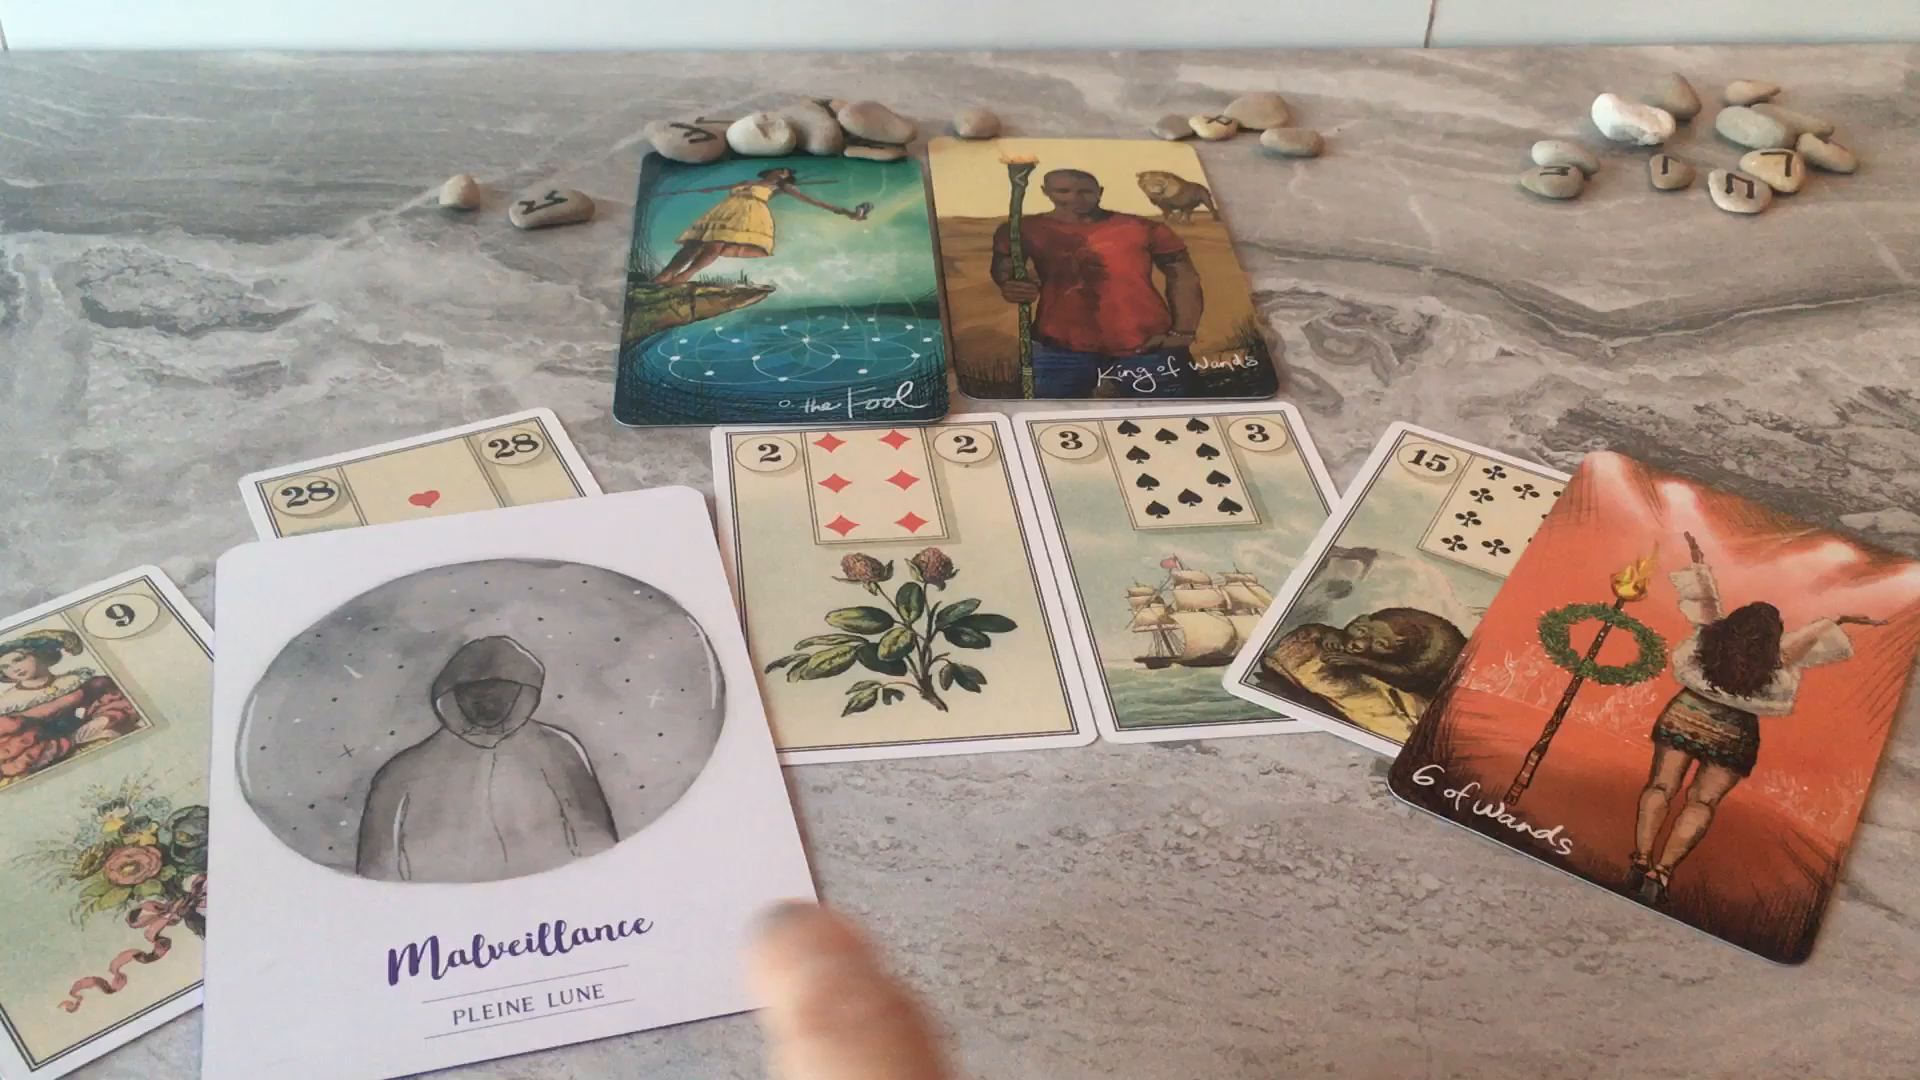 0. the Fool
King of Wands
28
28
2
2
3
3
15
9
6 of Wands
Malveillance
PLEINE LUNE